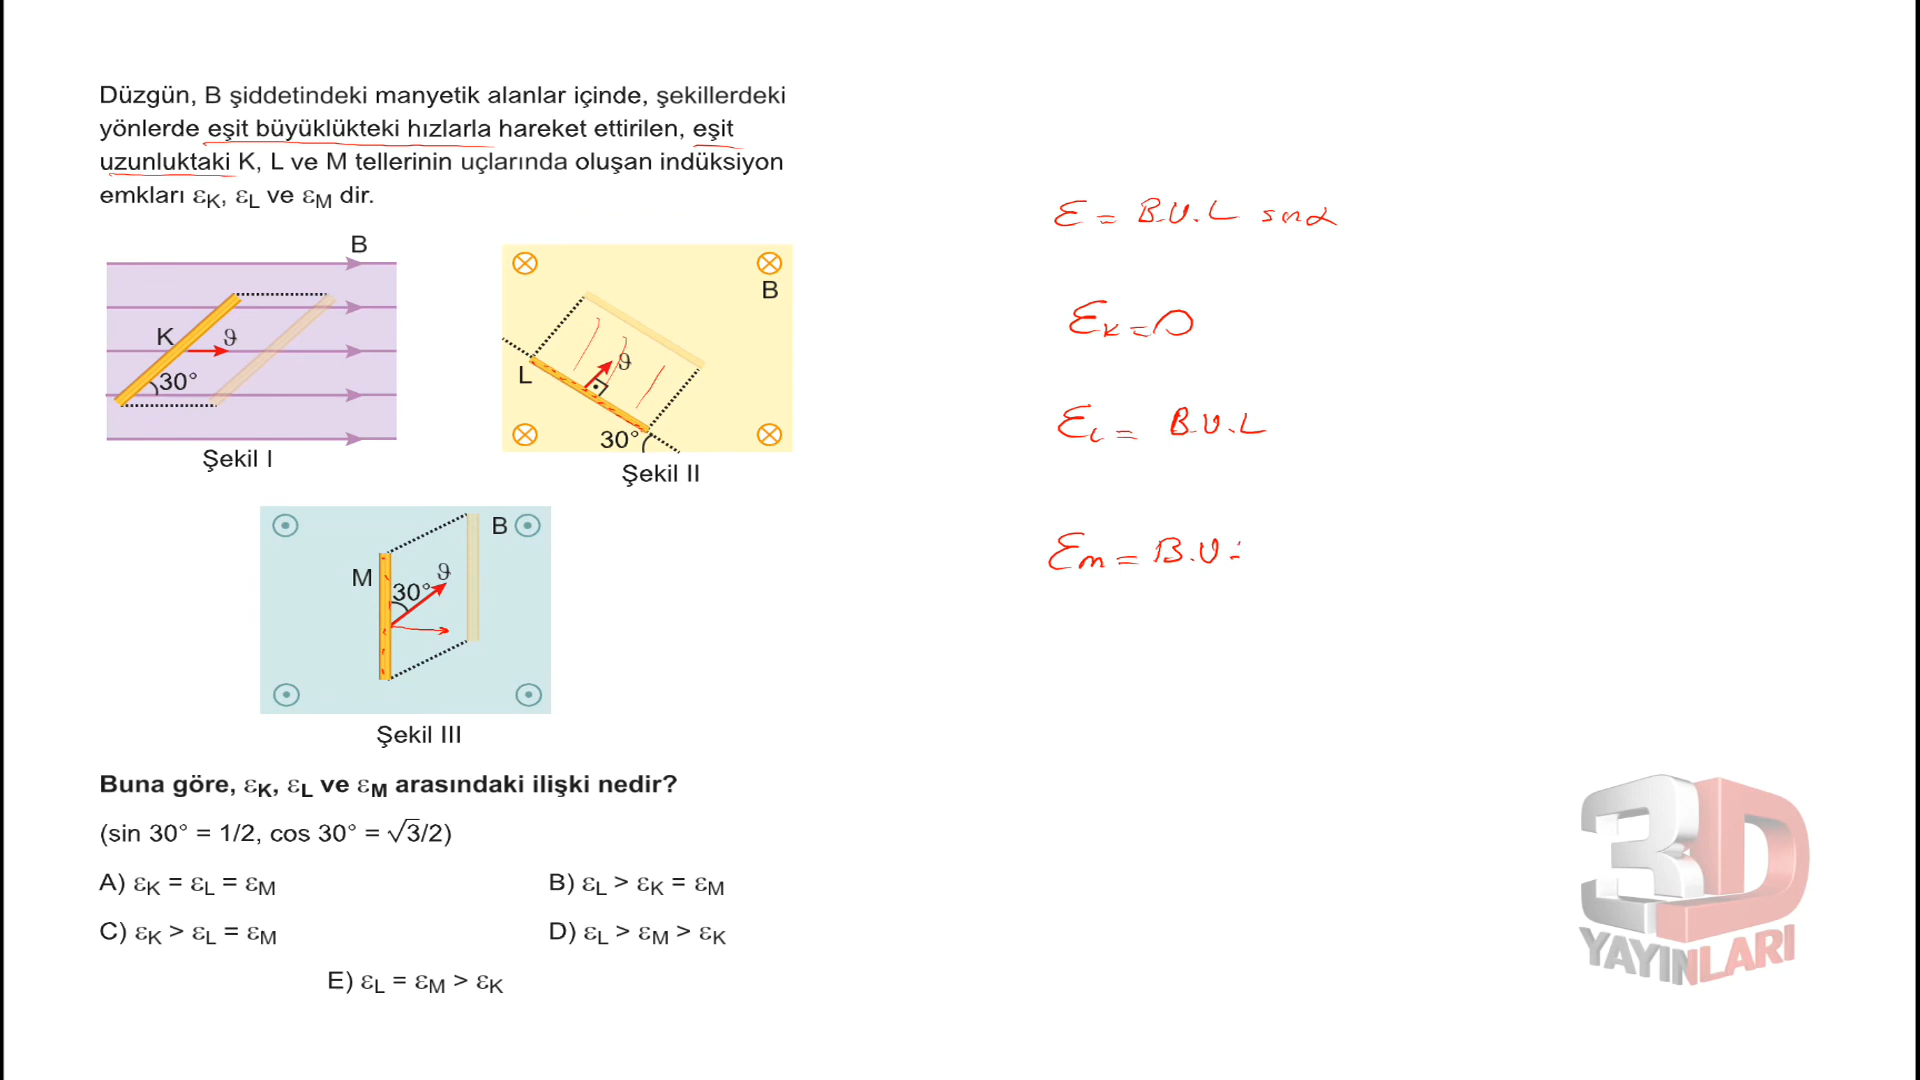 Düzgün, B şiddetindeki manyetik alanlar içinde, şekillerdeki
yönlerde eşit büyüklükteki hızlarla hareket ettirilen, eşit
uzunluktaki K, L ve M tellerinin uçlarında oluşan indüksiyon
emkları εK, εL ve εM dir.
B
K
ϑ
30°
Şekil I
B
L
ϑ
30°
Şekil II
B
M
ϑ
30°
Şekil III
Buna göre, εK, εL ve εM arasındaki ilişki nedir?
(sin 30° = 1/2, cos 30° = √3/2)
A) εK = εL = εM
B) εL > εK = εM
C) εK > εL = εM
D) εL > εM > εK
E) εL = εM > εK
ε = B.υ.L sinα
εK = 0
εL = B.υ.L
εm = B.υ.
3D
YAYINLARI